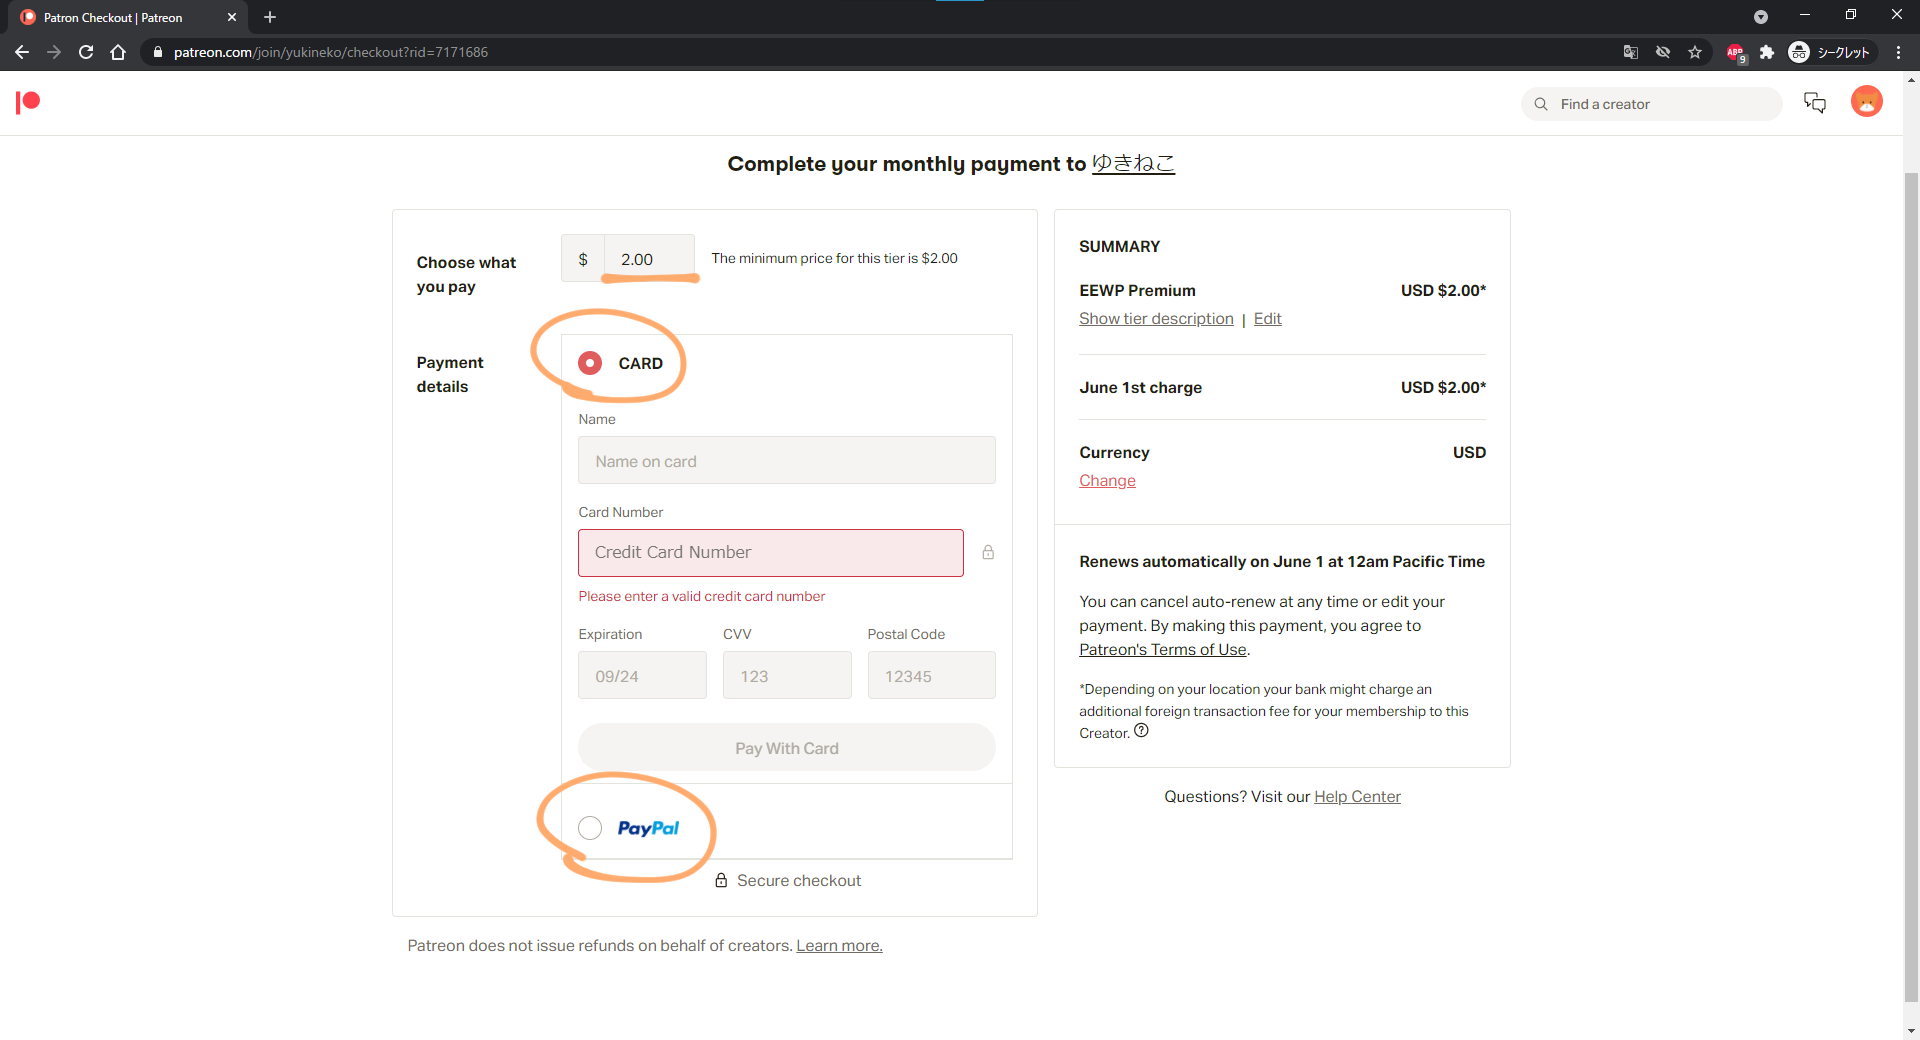 Patron Checkout | Patreon
patreon.com/join/yukineko/checkout?rid=7171686
ABP
9
シークレット
Find a creator
Complete your monthly payment to ゆきねこ
Choose what
you pay
$ 2.00
The minimum price for this tier is $2.00
Payment
details
CARD
Name
Name on card
Card Number
Credit Card Number
Please enter a valid credit card number
Expiration CVV Postal Code
09/24 123 12345
Pay With Card
PayPal
Secure checkout
Patreon does not issue refunds on behalf of creators. Learn more.
SUMMARY
EEWP Premium USD $2.00*
Show tier description | Edit
June 1st charge USD $2.00*
Currency USD
Change
Renews automatically on June 1 at 12am Pacific Time
You can cancel auto-renew at any time or edit your
payment. By making this payment, you agree to
Patreon's Terms of Use.
*Depending on your location your bank might charge an
additional foreign transaction fee for your membership to this
Creator. ?
Questions? Visit our Help Center